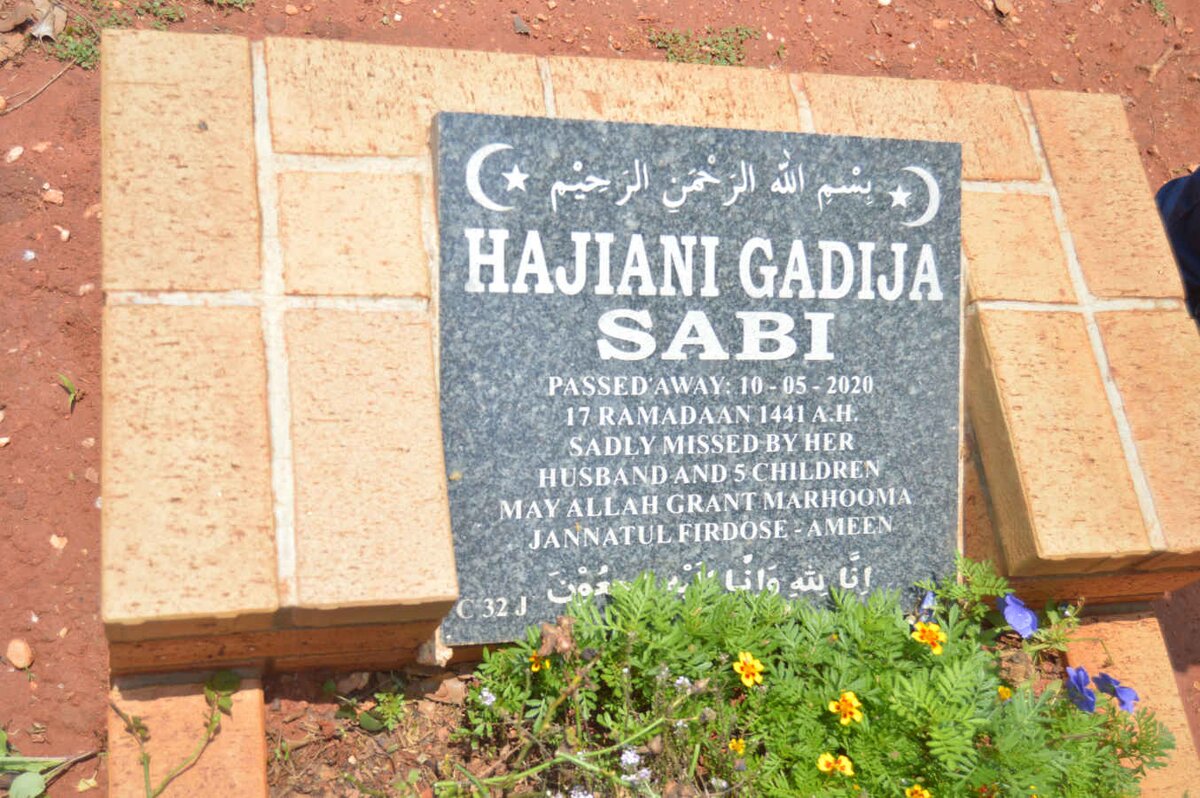 بِسْمِ اللهِ الرَحْمَنِ الرَحِيْمِ
HAJIANI GADIJA
SABI
PASSED AWAY: 10 - 05 - 2020
17 RAMADAAN 1441 A.H.
SADLY MISSED BY HER
HUSBAND AND 5 CHILDREN
MAY ALLAH GRANT MARHOOMA
JANNATUL FIRDOSE - AMEEN
اِنَّا لِلّٰهِ وَاِنَّا
C 32 J